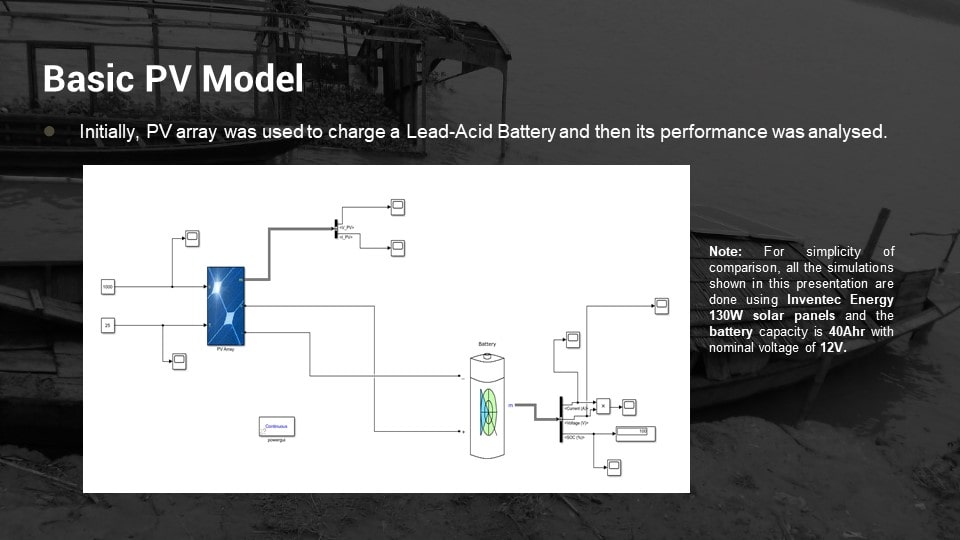 Basic PV Model
Initially, PV array was used to charge a Lead-Acid Battery and then its performance was analysed.
<V_PV>
<I_PV>
1000
25
PV Array
Continuous
powergui
Battery
m
<Current (A)>
<Voltage (V)>
<SOC (%)>
×
100
Note: For simplicity of
comparison, all the simulations
shown in this presentation are
done using Inventec Energy
130W solar panels and the
battery capacity is 40Ahr with
nominal voltage of 12V.